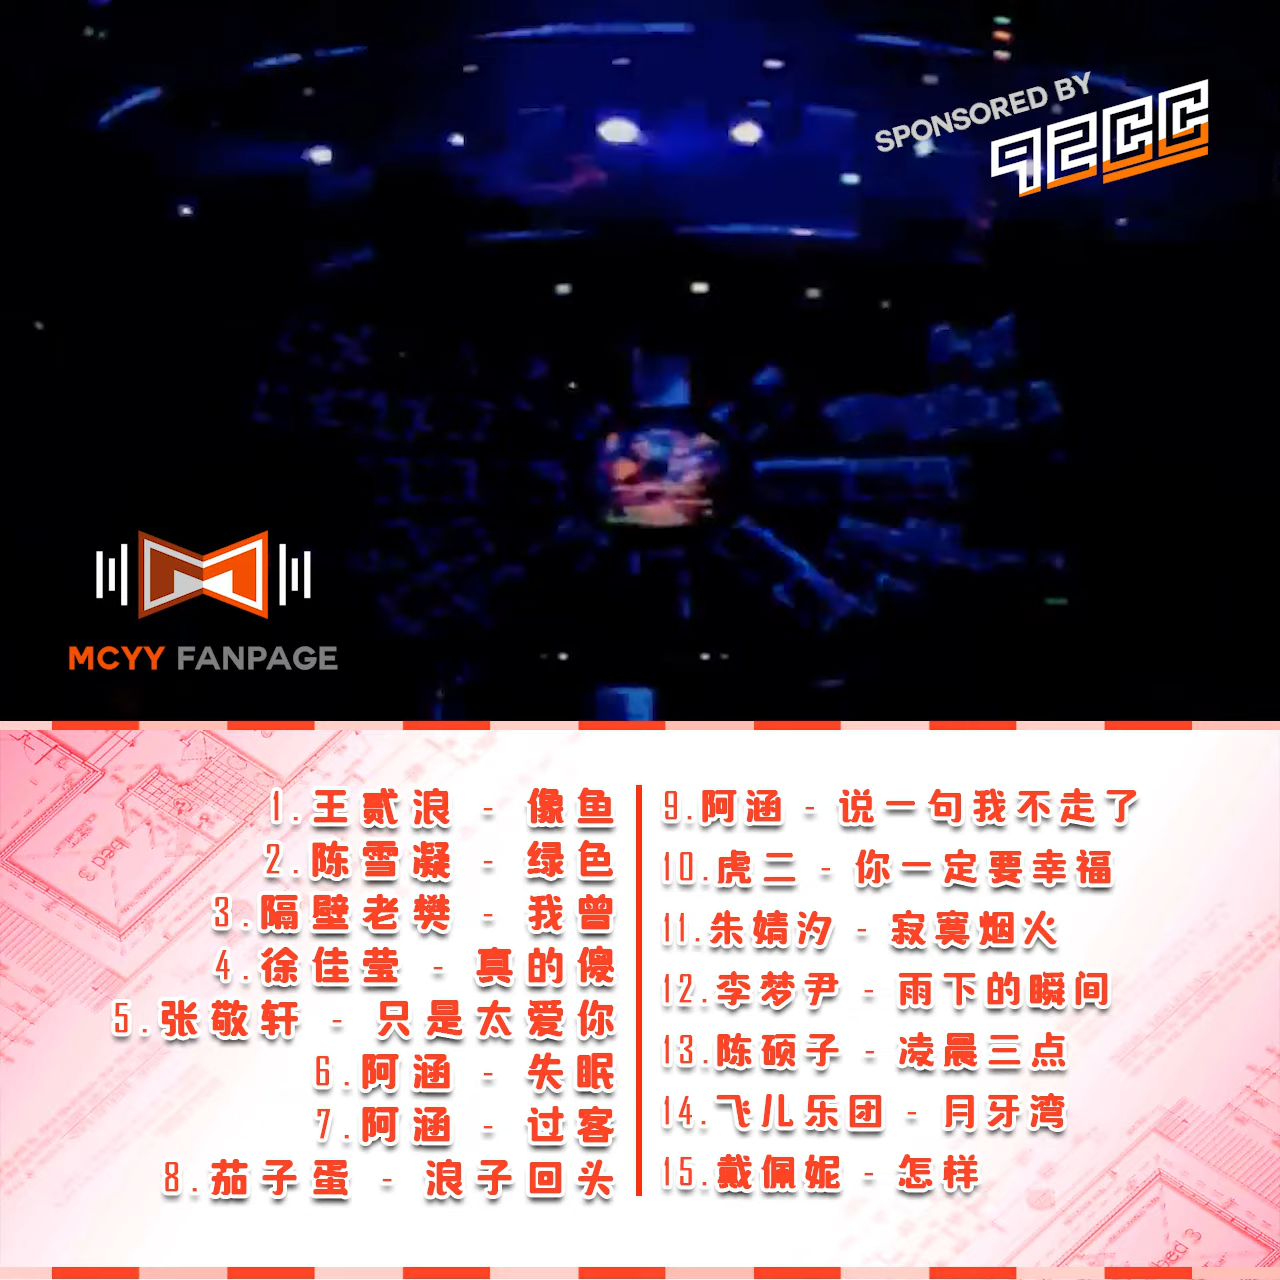 SPONSORED BY
92CC
MCYY FANPAGE
1.王贰浪 - 像鱼
2.陈雪凝 - 绿色
3.隔壁老樊 - 我曾
4.徐佳莹 - 真的傻
5.张敬轩 - 只是太爱你
6.阿涵 - 失眠
7.阿涵 - 过客
8.茄子蛋 - 浪子回头
9.阿涵 - 说一句我不走了
10.虎二 - 你一定要幸福
11.朱婧汐 - 寂寞烟火
12.李梦尹 - 雨下的瞬间
13.陈硕子 - 凌晨三点
14.飞儿乐团 - 月牙湾
15.戴佩妮 - 怎样